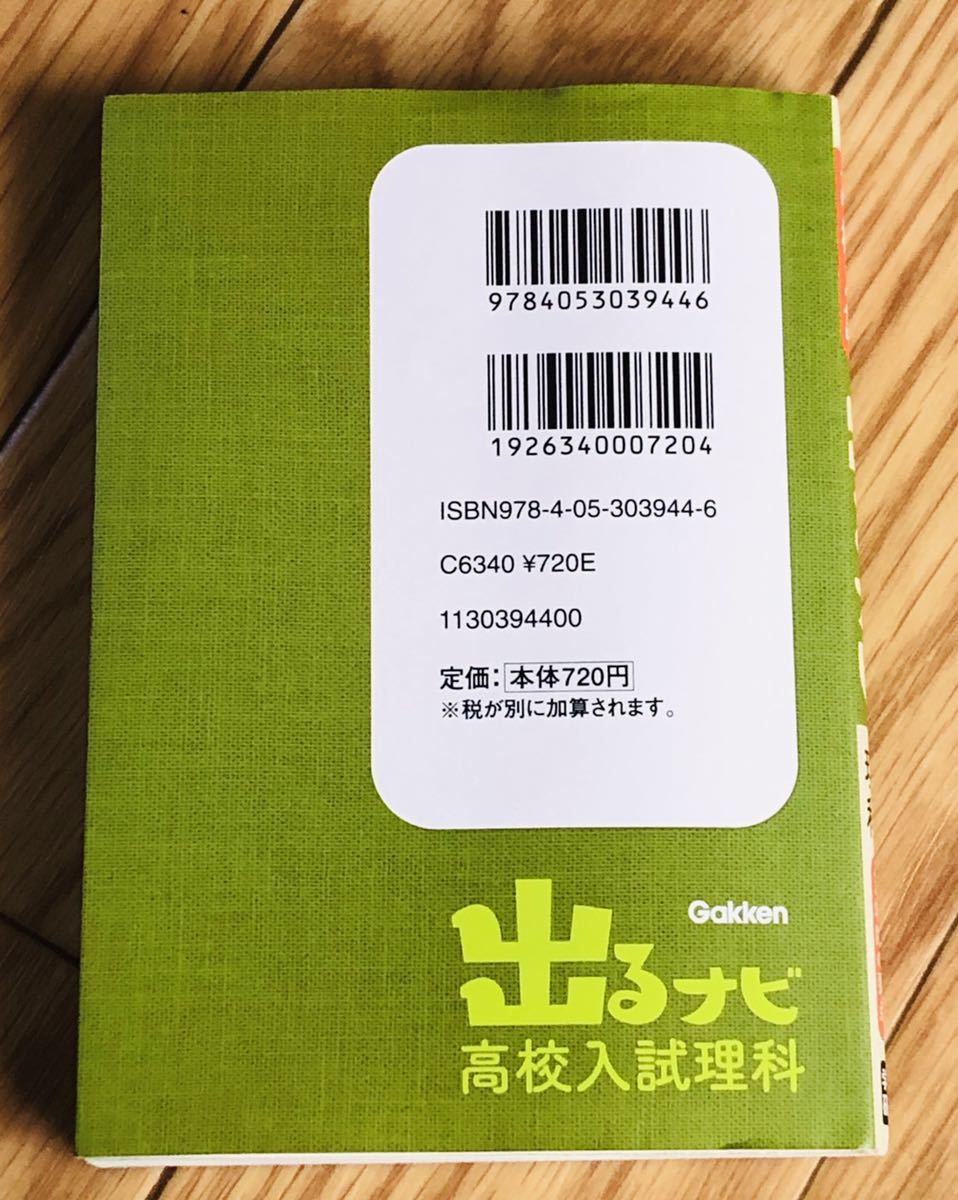 9784053039446
1926340007204
ISBN978-4-05-303944-6
C6340 ¥720E
1130394400
定価：本体720円
※税が別に加算されます。
Gakken
出るナビ
高校入試理科